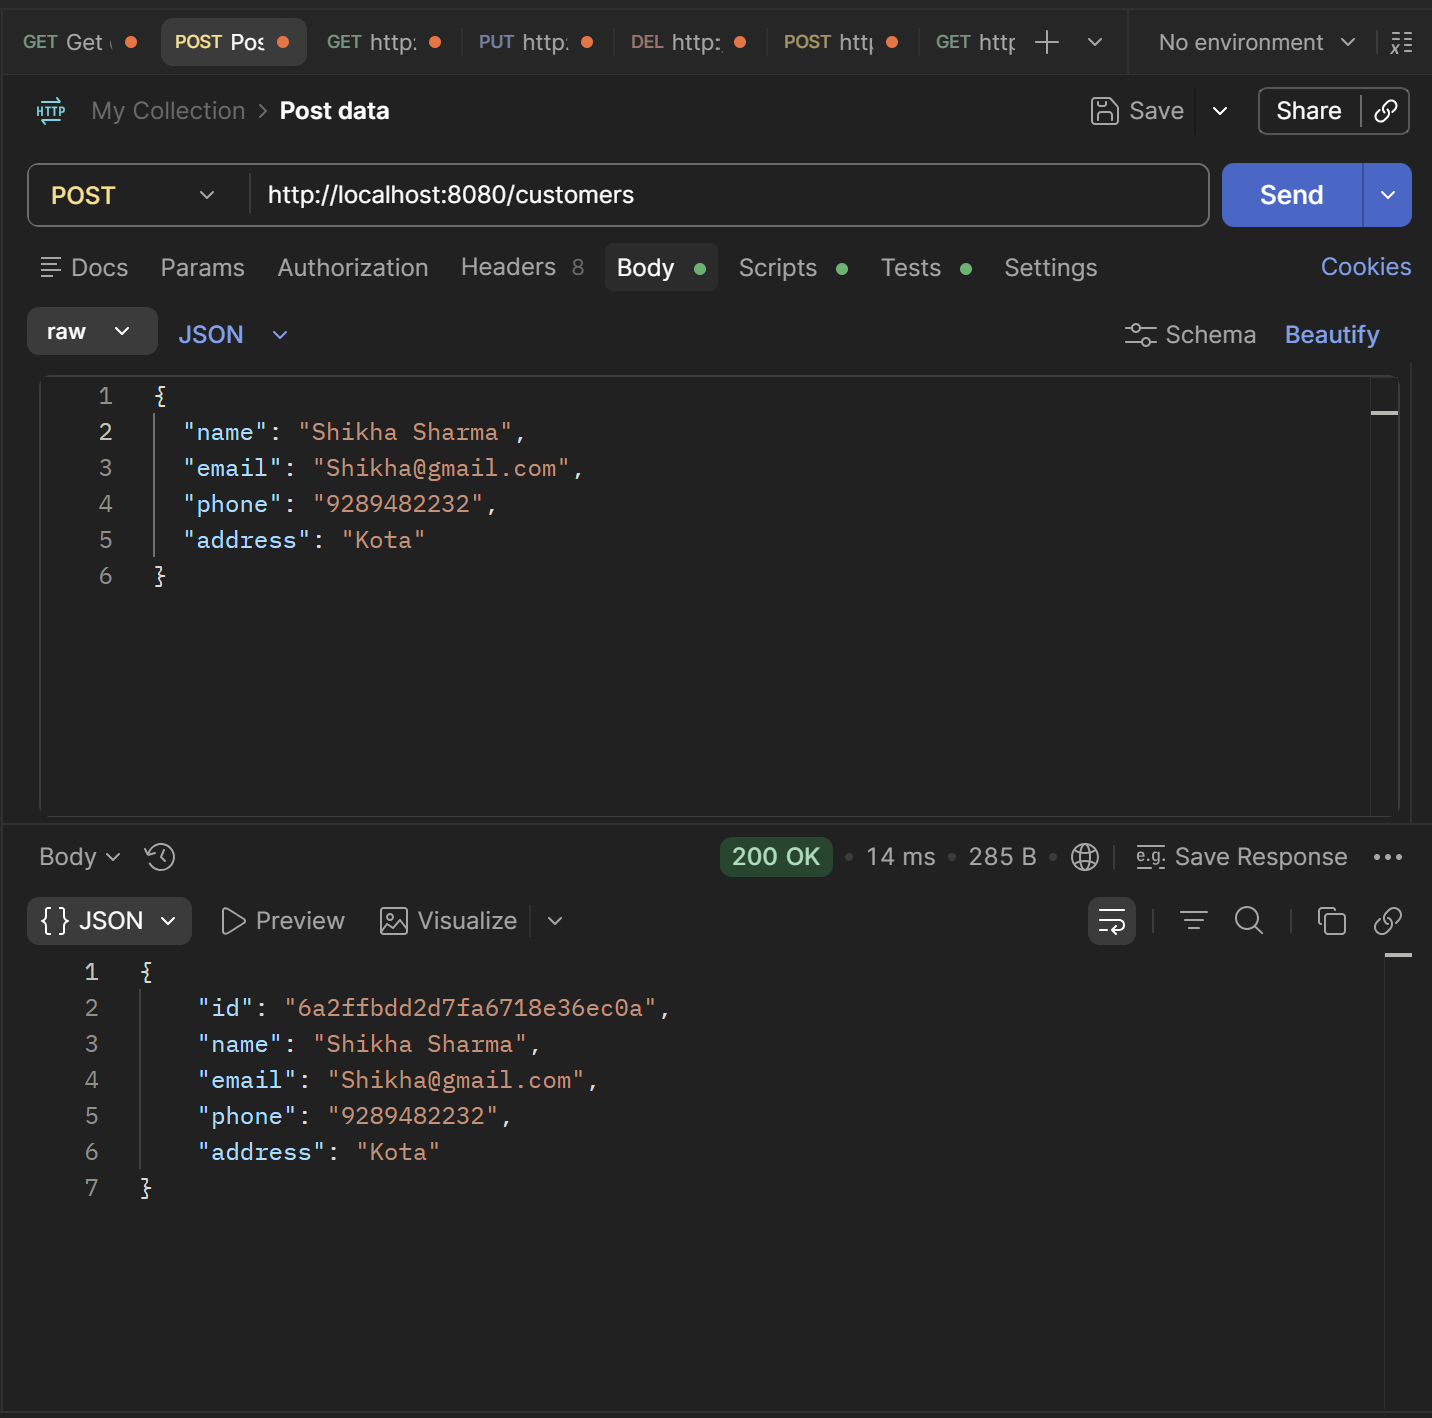 GET Get POST Pos GET http: PUT http: DEL http: POST htt GET htt No environment
HTTP My Collection > Post data Save Share
POST http://localhost:8080/customers Send
Docs Params Authorization Headers 8 Body Scripts Tests Settings Cookies
raw JSON Schema Beautify
1 {
2 "name": "Shikha Sharma",
3 "email": "Shikha@gmail.com",
4 "phone": "9289482232",
5 "address": "Kota"
6 }
Body 200 OK • 14 ms • 285 B • e.g. Save Response
{} JSON Preview Visualize
1 {
2 "id": "6a2ffbdd2d7fa6718e36ec0a",
3 "name": "Shikha Sharma",
4 "email": "Shikha@gmail.com",
5 "phone": "9289482232",
6 "address": "Kota"
7 }